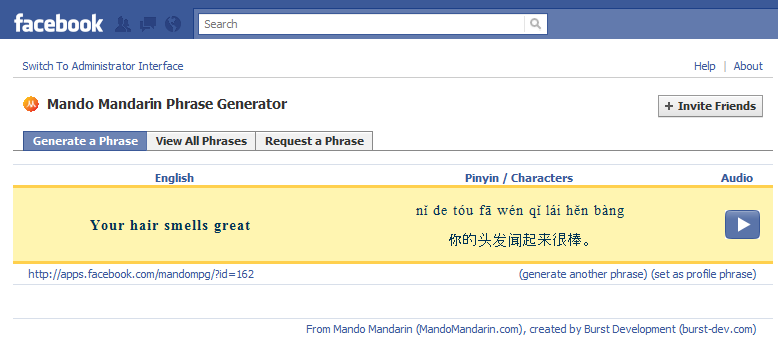 facebook Search
Switch To Administrator Interface Help | About
Mando Mandarin Phrase Generator + Invite Friends
Generate a Phrase View All Phrases Request a Phrase
English Pinyin / Characters Audio
nǐ de tóu fā wén qǐ lái hěn bàng
Your hair smells great
你的头发闻起来很棒。
http://apps.facebook.com/mandompg/?id=162 (generate another phrase) (set as profile phrase)
From Mando Mandarin (MandoMandarin.com), created by Burst Development (burst-dev.com)